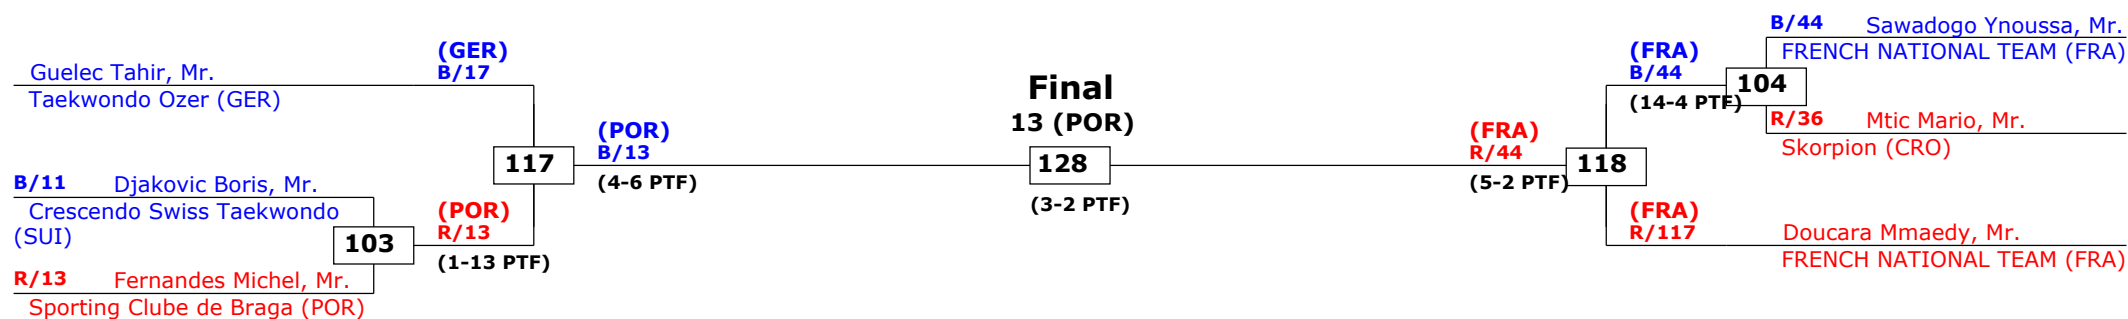 Guelec Tahir, Mr.
Taekwondo Ozer (GER)
(GER)
B/17
B/11 Djakovic Boris, Mr.
Crescendo Swiss Taekwondo
(SUI)
R/13 Fernandes Michel, Mr.
Sporting Clube de Braga (POR)
103
(POR)
R/13
(1-13 PTF)
117
(POR)
B/13
(4-6 PTF)
Final
13 (POR)
128
(3-2 PTF)
(FRA)
R/44
(5-2 PTF)
118
(FRA)
B/44
(14-4 PTF)
104
B/44 Sawadogo Ynoussa, Mr.
FRENCH NATIONAL TEAM (FRA)
R/36 Mtic Mario, Mr.
Skorpion (CRO)
(FRA)
R/117
Doucara Mmaedy, Mr.
FRENCH NATIONAL TEAM (FRA)